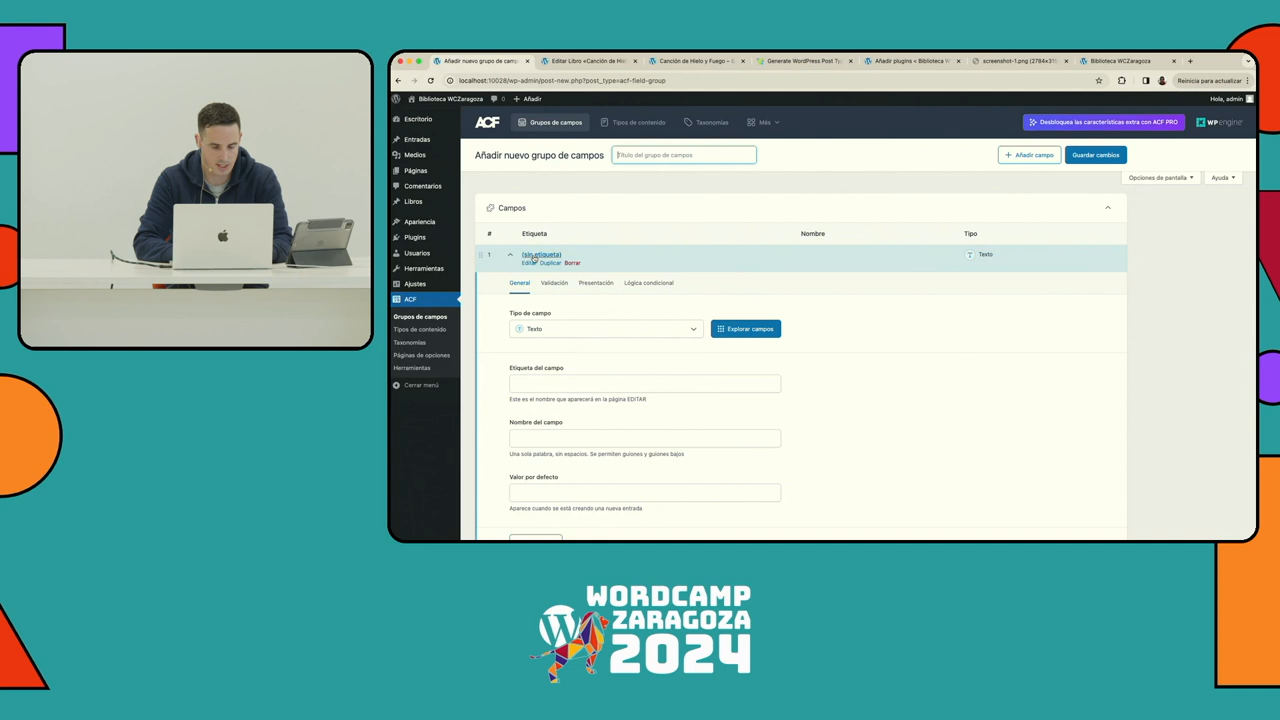 Añadir nuevo grupo de campos
Editar Libro «Canción de Hiel
Canción de Hielo y Fuego –
Generate WordPress Post Typ
Añadir plugins < Biblioteca W
screenshot-1.png
Biblioteca WCZaragoza
localhost:10028/wp-admin/post-new.php?post_type=acf-field-group
Reinicia para actualizar
Biblioteca WCZaragoza
0
Añadir
Hola, admin
Escritorio
Entradas
Medios
Páginas
Comentarios
Libros
Apariencia
Plugins
Usuarios
Herramientas
Ajustes
ACF
Grupos de campos
Tipos de contenido
Taxonomías
Páginas de opciones
Herramientas
Cerrar menú
ACF
Grupos de campos
Tipos de contenido
Taxonomías
Más
Desbloquea las características extra con ACF PRO
WP engine
Añadir nuevo grupo de campos
Título del grupo de campos
Añadir campo
Guardar cambios
Opciones de pantalla
Ayuda
Campos
# Etiqueta Nombre Tipo
1 (sin etiqueta) Texto
Editar Duplicar Borrar
General Validación Presentación Lógica condicional
Tipo de campo
Texto
Explorar campos
Etiqueta del campo
Este es el nombre que aparecerá en la página EDITAR
Nombre del campo
Una sola palabra, sin espacios. Se permiten guiones y guiones bajos
Valor por defecto
Aparece cuando se está creando una nueva entrada
WORDCAMP
ZARAGOZA
2024